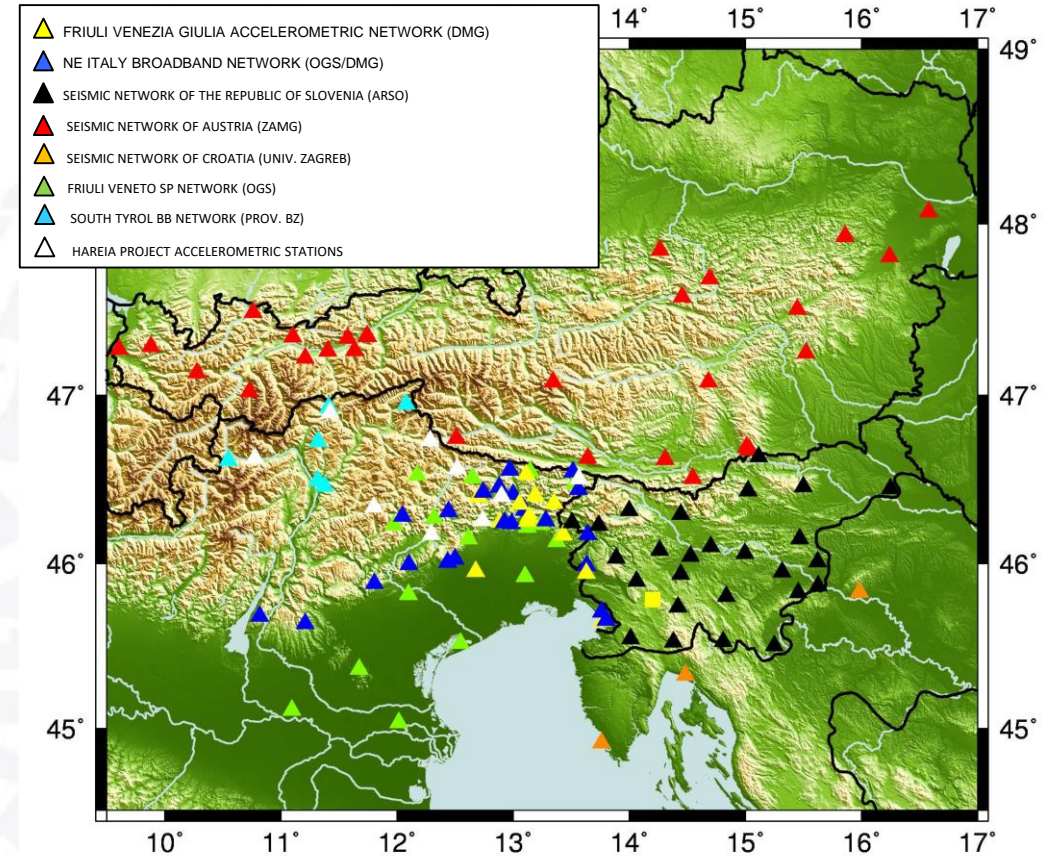 FRIULI VENEZIA GIULIA ACCELEROMETRIC NETWORK (DMG)
NE ITALY BROADBAND NETWORK (OGS/DMG)
SEISMIC NETWORK OF THE REPUBLIC OF SLOVENIA (ARSO)
SEISMIC NETWORK OF AUSTRIA (ZAMG)
SEISMIC NETWORK OF CROATIA (UNIV. ZAGREB)
FRIULI VENETO SP NETWORK (OGS)
SOUTH TYROL BB NETWORK (PROV. BZ)
HAREIA PROJECT ACCELEROMETRIC STATIONS
14˚ 15˚ 16˚ 17˚
49˚
48˚
47˚ 47˚
46˚ 46˚
45˚ 45˚
10˚ 11˚ 12˚ 13˚ 14˚ 15˚ 16˚ 17˚